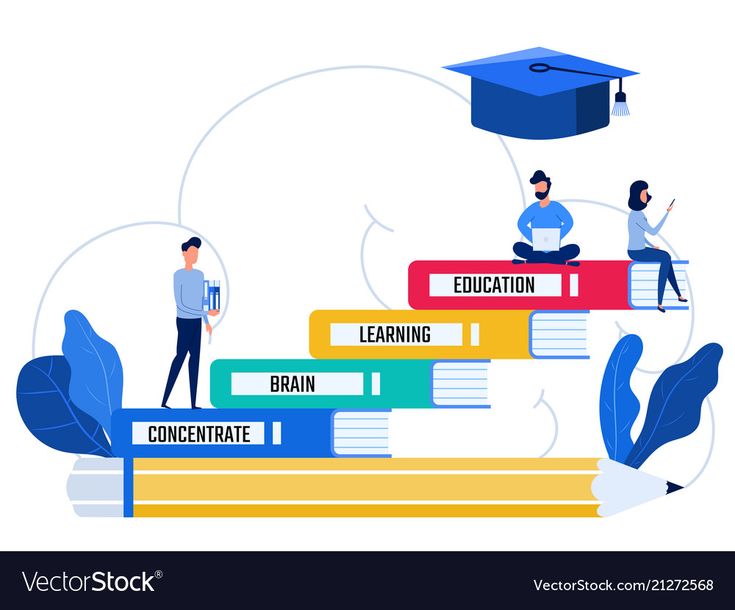 EDUCATION
LEARNING
BRAIN
CONCENTRATE
VectorStock®
VectorStock.com/21272568